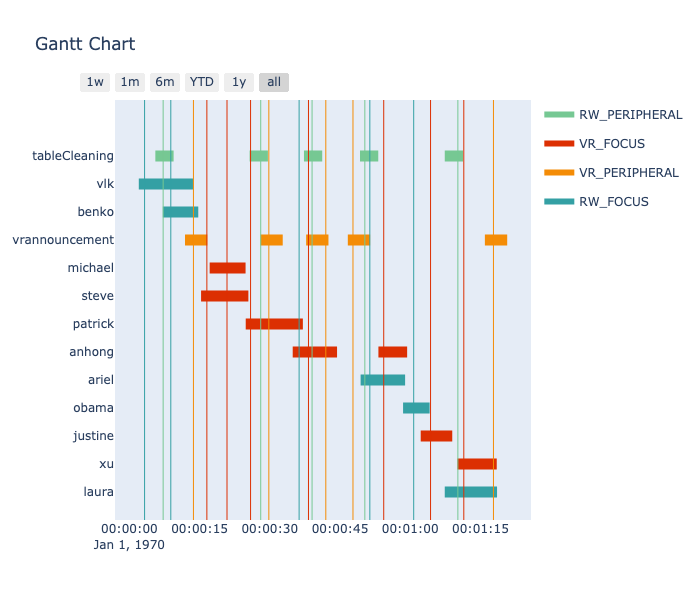 Gantt Chart
1w 1m 6m YTD 1y all
RW_PERIPHERAL
VR_FOCUS
VR_PERIPHERAL
RW_FOCUS
tableCleaning
vlk
benko
vrannouncement
michael
steve
patrick
anhong
ariel
obama
justine
xu
laura
00:00:00 00:00:15 00:00:30 00:00:45 00:01:00 00:01:15
Jan 1, 1970